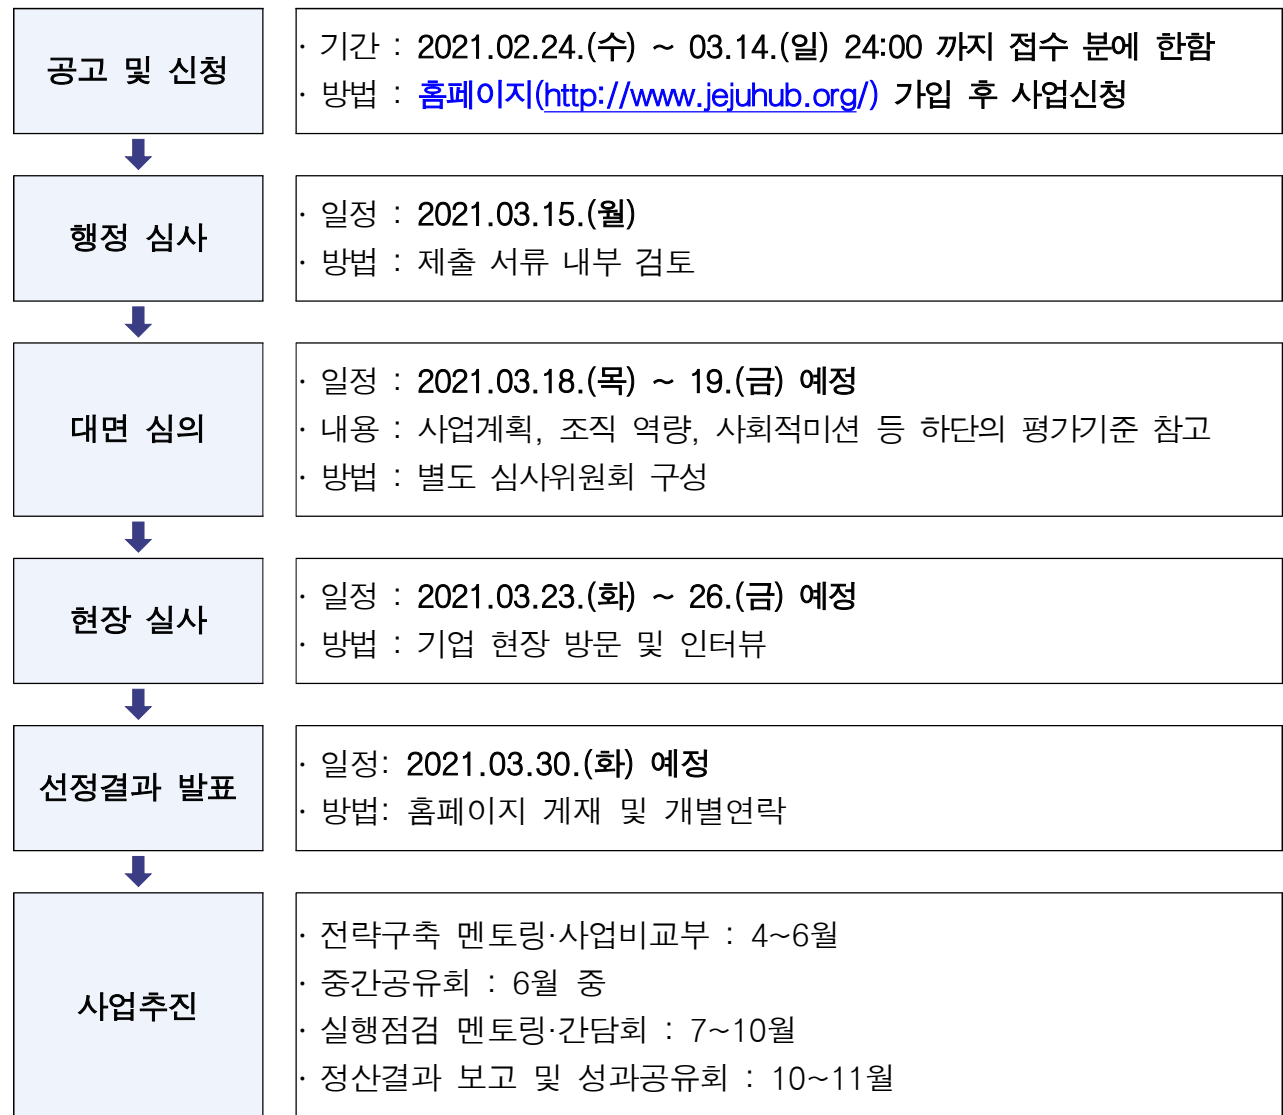 공고 및 신청
· 기간 : 2021.02.24.(수) ~ 03.14.(일) 24:00 까지 접수 분에 한함
· 방법 : 홈페이지(http://www.jejuhub.org/) 가입 후 사업신청
행정 심사
· 일정 : 2021.03.15.(월)
· 방법 : 제출 서류 내부 검토
대면 심의
· 일정 : 2021.03.18.(목) ~ 19.(금) 예정
· 내용 : 사업계획, 조직 역량, 사회적미션 등 하단의 평가기준 참고
· 방법 : 별도 심사위원회 구성
현장 실사
· 일정 : 2021.03.23.(화) ~ 26.(금) 예정
· 방법 : 기업 현장 방문 및 인터뷰
선정결과 발표
· 일정: 2021.03.30.(화) 예정
· 방법: 홈페이지 게재 및 개별연락
사업추진
· 전략구축 멘토링·사업비교부 : 4~6월
· 중간공유회 : 6월 중
· 실행점검 멘토링·간담회 : 7~10월
· 정산결과 보고 및 성과공유회 : 10~11월